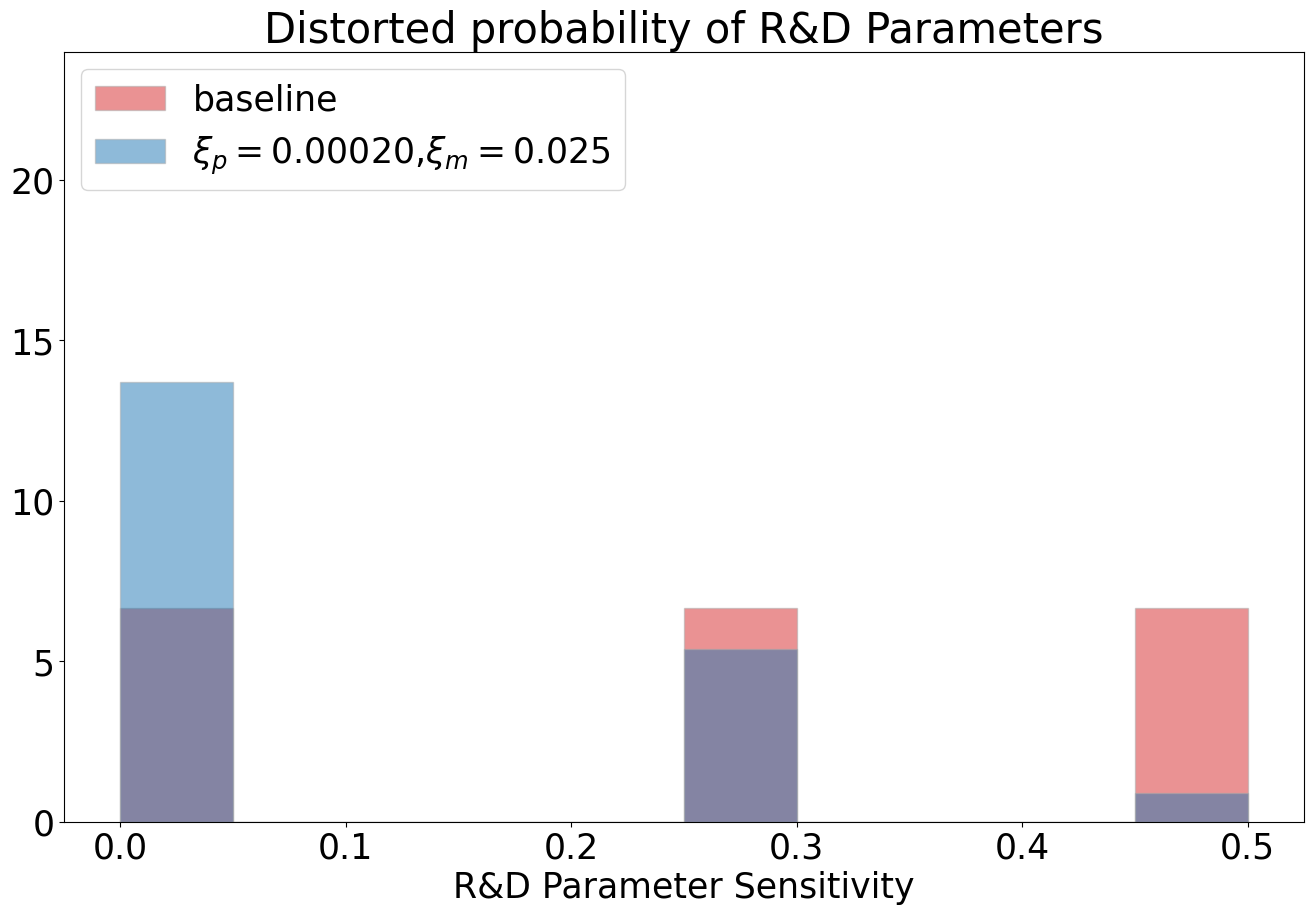 Distorted probability of R&D Parameters
baseline
ξp = 0.00020,ξm = 0.025
20
15
10
5
0
0.0 0.1 0.2 0.3 0.4 0.5
R&D Parameter Sensitivity